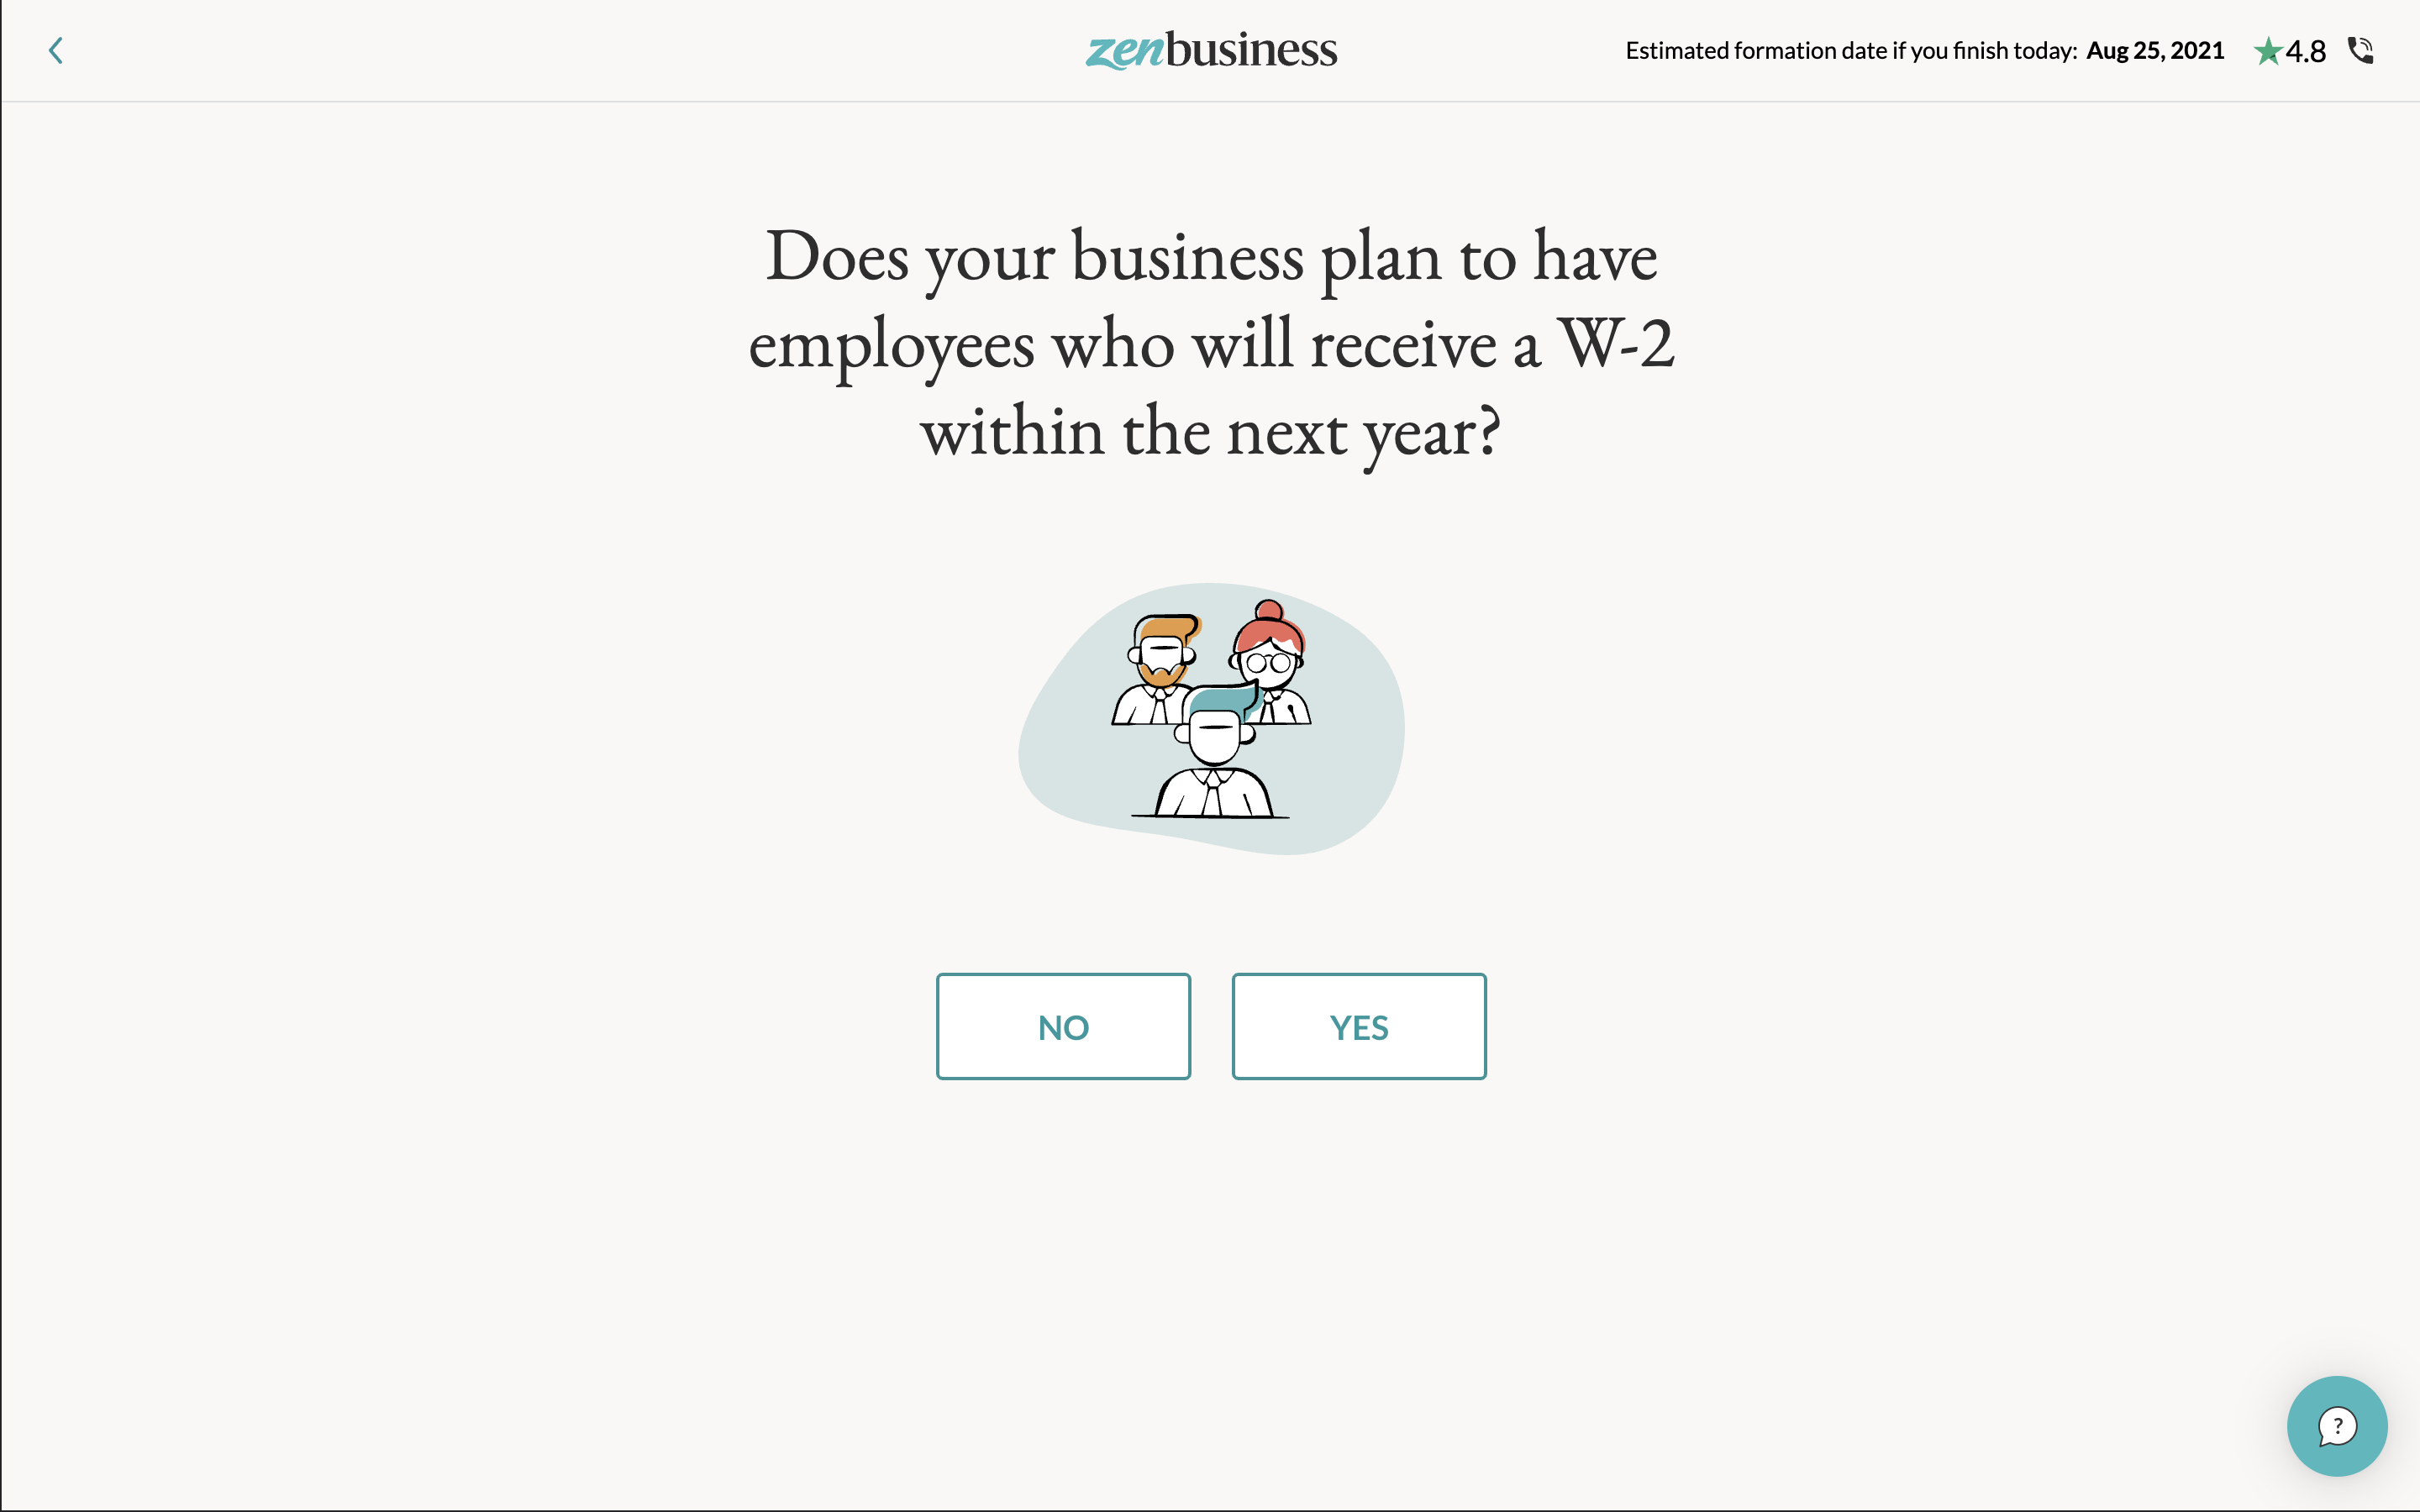 zenbusiness
Estimated formation date if you finish today: Aug 25, 2021
4.8
Does your business plan to have
employees who will receive a W-2
within the next year?
NO
YES
?